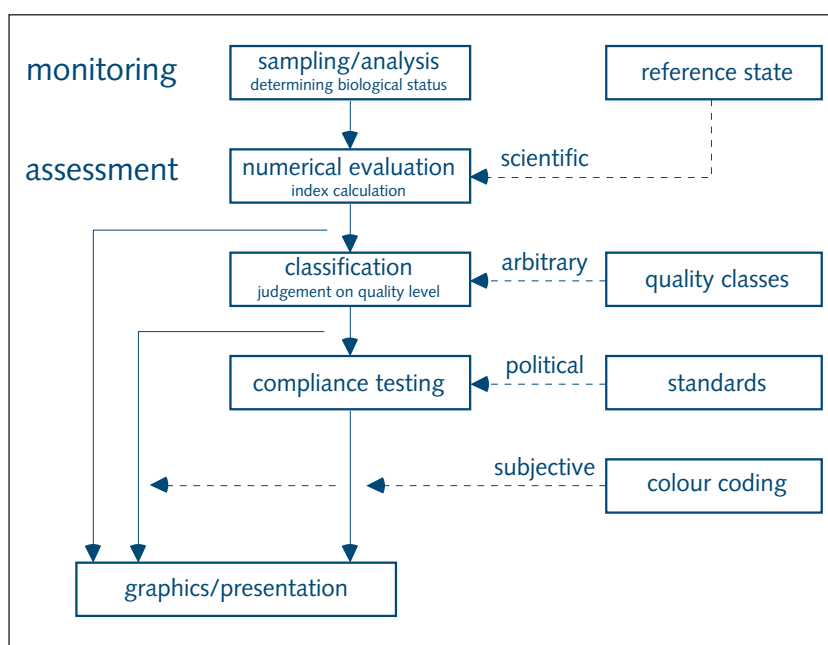 monitoring
sampling/analysis
determining biological status
reference state
assessment
numerical evaluation
index calculation
scientific
classification
judgement on quality level
arbitrary
quality classes
compliance testing
political
standards
subjective
colour coding
graphics/presentation